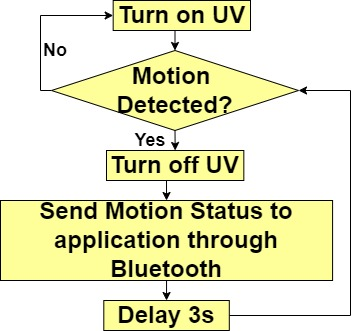 Turn on UV
No
Motion
Detected?
Yes
Turn off UV
Send Motion Status to
application through
Bluetooth
Delay 3s